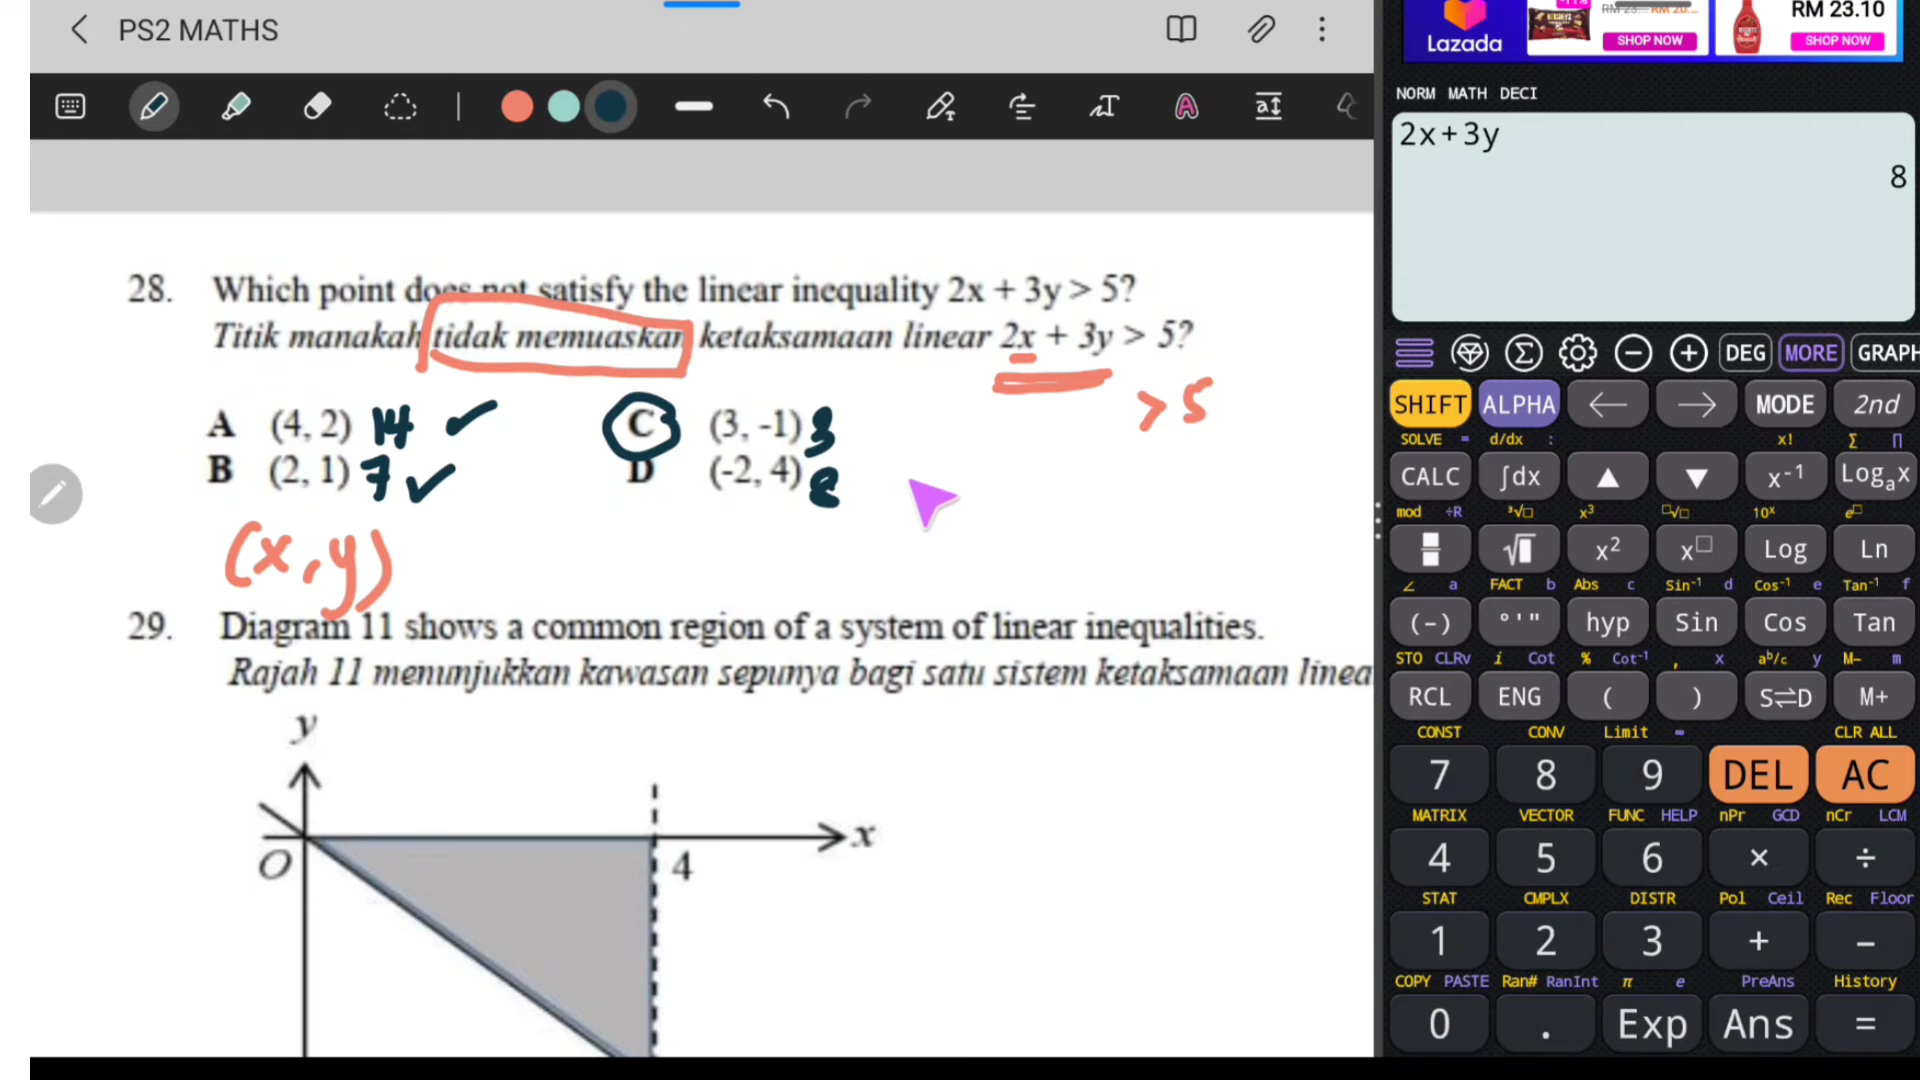 PS2 MATHS
28. Which point does not satisfy the linear inequality 2x + 3y > 5?
Titik manakah tidak memuaskan ketaksamaan linear 2x + 3y > 5?
> 5
A (4, 2) 14 ✓ C (3, -1) 3
B (2, 1) 7 ✓ D (-2, 4) 8
(x, y)
29. Diagram 11 shows a common region of a system of linear inequalities.
Rajah 11 menunjukkan kawasan sepunya bagi satu sistem ketaksamaan linea
y
x
O
4
Lazada
SHOP NOW
RM 23.10
SHOP NOW
NORM MATH DECI
2x+3y
8
DEG MORE GRAPH
SHIFT ALPHA ← → MODE 2nd
SOLVE = d/dx : x! Σ Π
CALC ∫dx ▲ ▼ x⁻¹ Logₐx
mod ÷R ³√□ x³ □√□ 10ˣ e□
√ x² x□ Log Ln
∠ a FACT b Abs c Sin⁻¹ d Cos⁻¹ e Tan⁻¹ f
(−) °'" hyp Sin Cos Tan
STO CLRv i Cot % Cot⁻¹ , x aᵇ/c y M− m
RCL ENG ( ) S⇌D M+
CONST CONV Limit ∞ CLR ALL
7 8 9 DEL AC
MATRIX VECTOR FUNC HELP nPr GCD nCr LCM
4 5 6 × ÷
STAT CMPLX DISTR Pol Ceil Rec Floor
1 2 3 + −
COPY PASTE Ran# RanInt π e PreAns History
0 . Exp Ans =